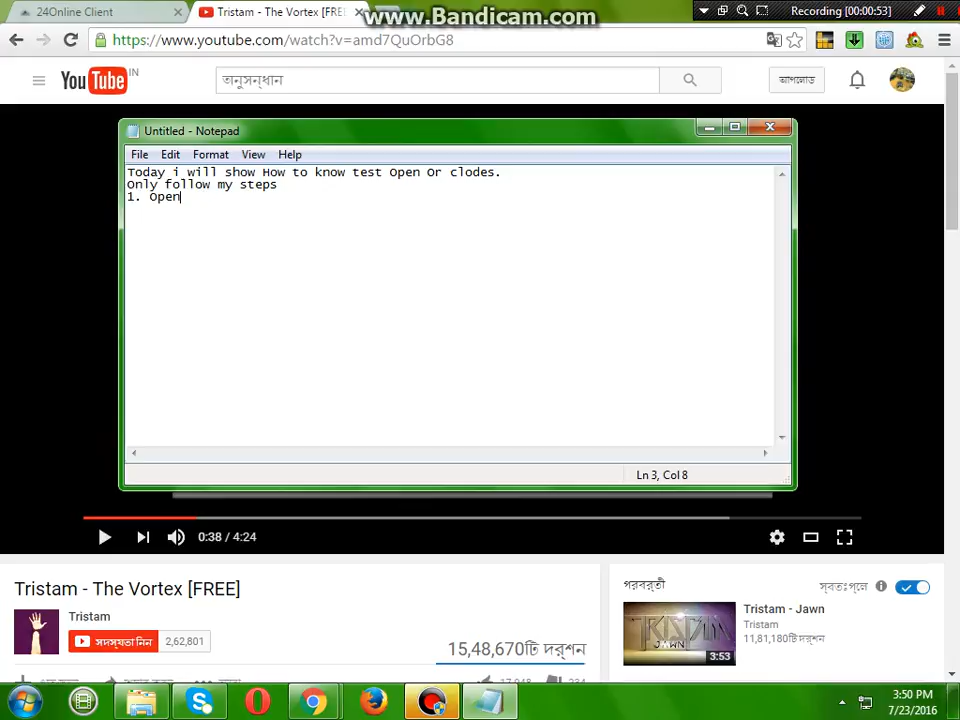 24Online Client
Tristam - The Vortex [FREE
www.Bandicam.com
Recording [00:00:53]
https://www.youtube.com/watch?v=amd7QuOrbG8
YouTube IN
অনুসন্ধান
আপলোড
Untitled - Notepad
File Edit Format View Help
Today i will show How to know test Open Or clodes.
Only follow my steps
1. Open
Ln 3, Col 8
0:38 / 4:24
Tristam - The Vortex [FREE]
Tristam
সদস্যতা নিন 2,62,801
15,48,670টি দর্শন
পরবর্তী
স্বতঃপ্লে
Tristam - Jawn
Tristam
11,81,180টি দর্শন
TRISTAM
JAWN
3:53
3:50 PM
7/23/2016